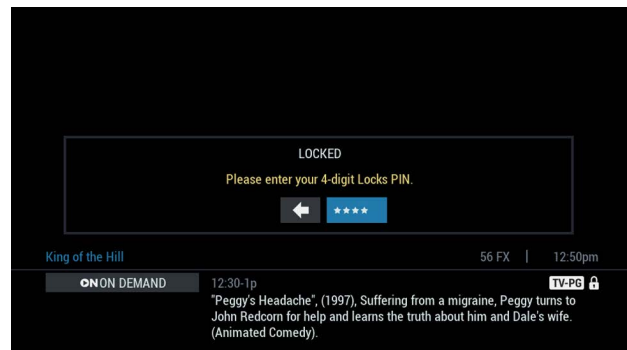 LOCKED
Please enter your 4-digit Locks PIN.
****
King of the Hill 56 FX | 12:50pm
ON ON DEMAND 12:30-1p TV-PG
"Peggy's Headache", (1997), Suffering from a migraine, Peggy turns to
John Redcorn for help and learns the truth about him and Dale's wife.
(Animated Comedy).